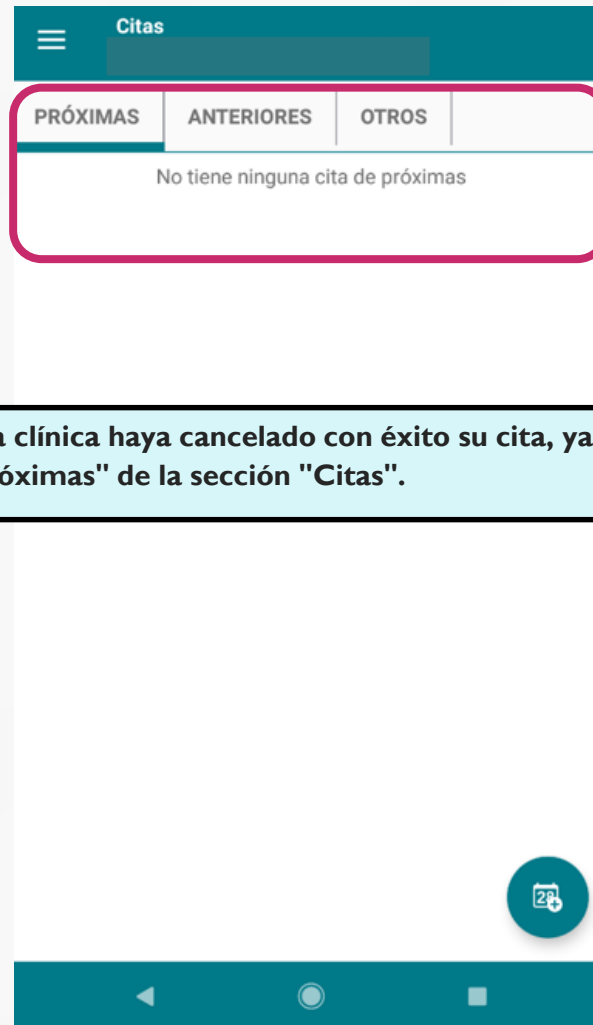 Citas
PRÓXIMAS ANTERIORES OTROS
No tiene ninguna cita de próximas
a clínica haya cancelado con éxito su cita, ya
óximas" de la sección "Citas".
28